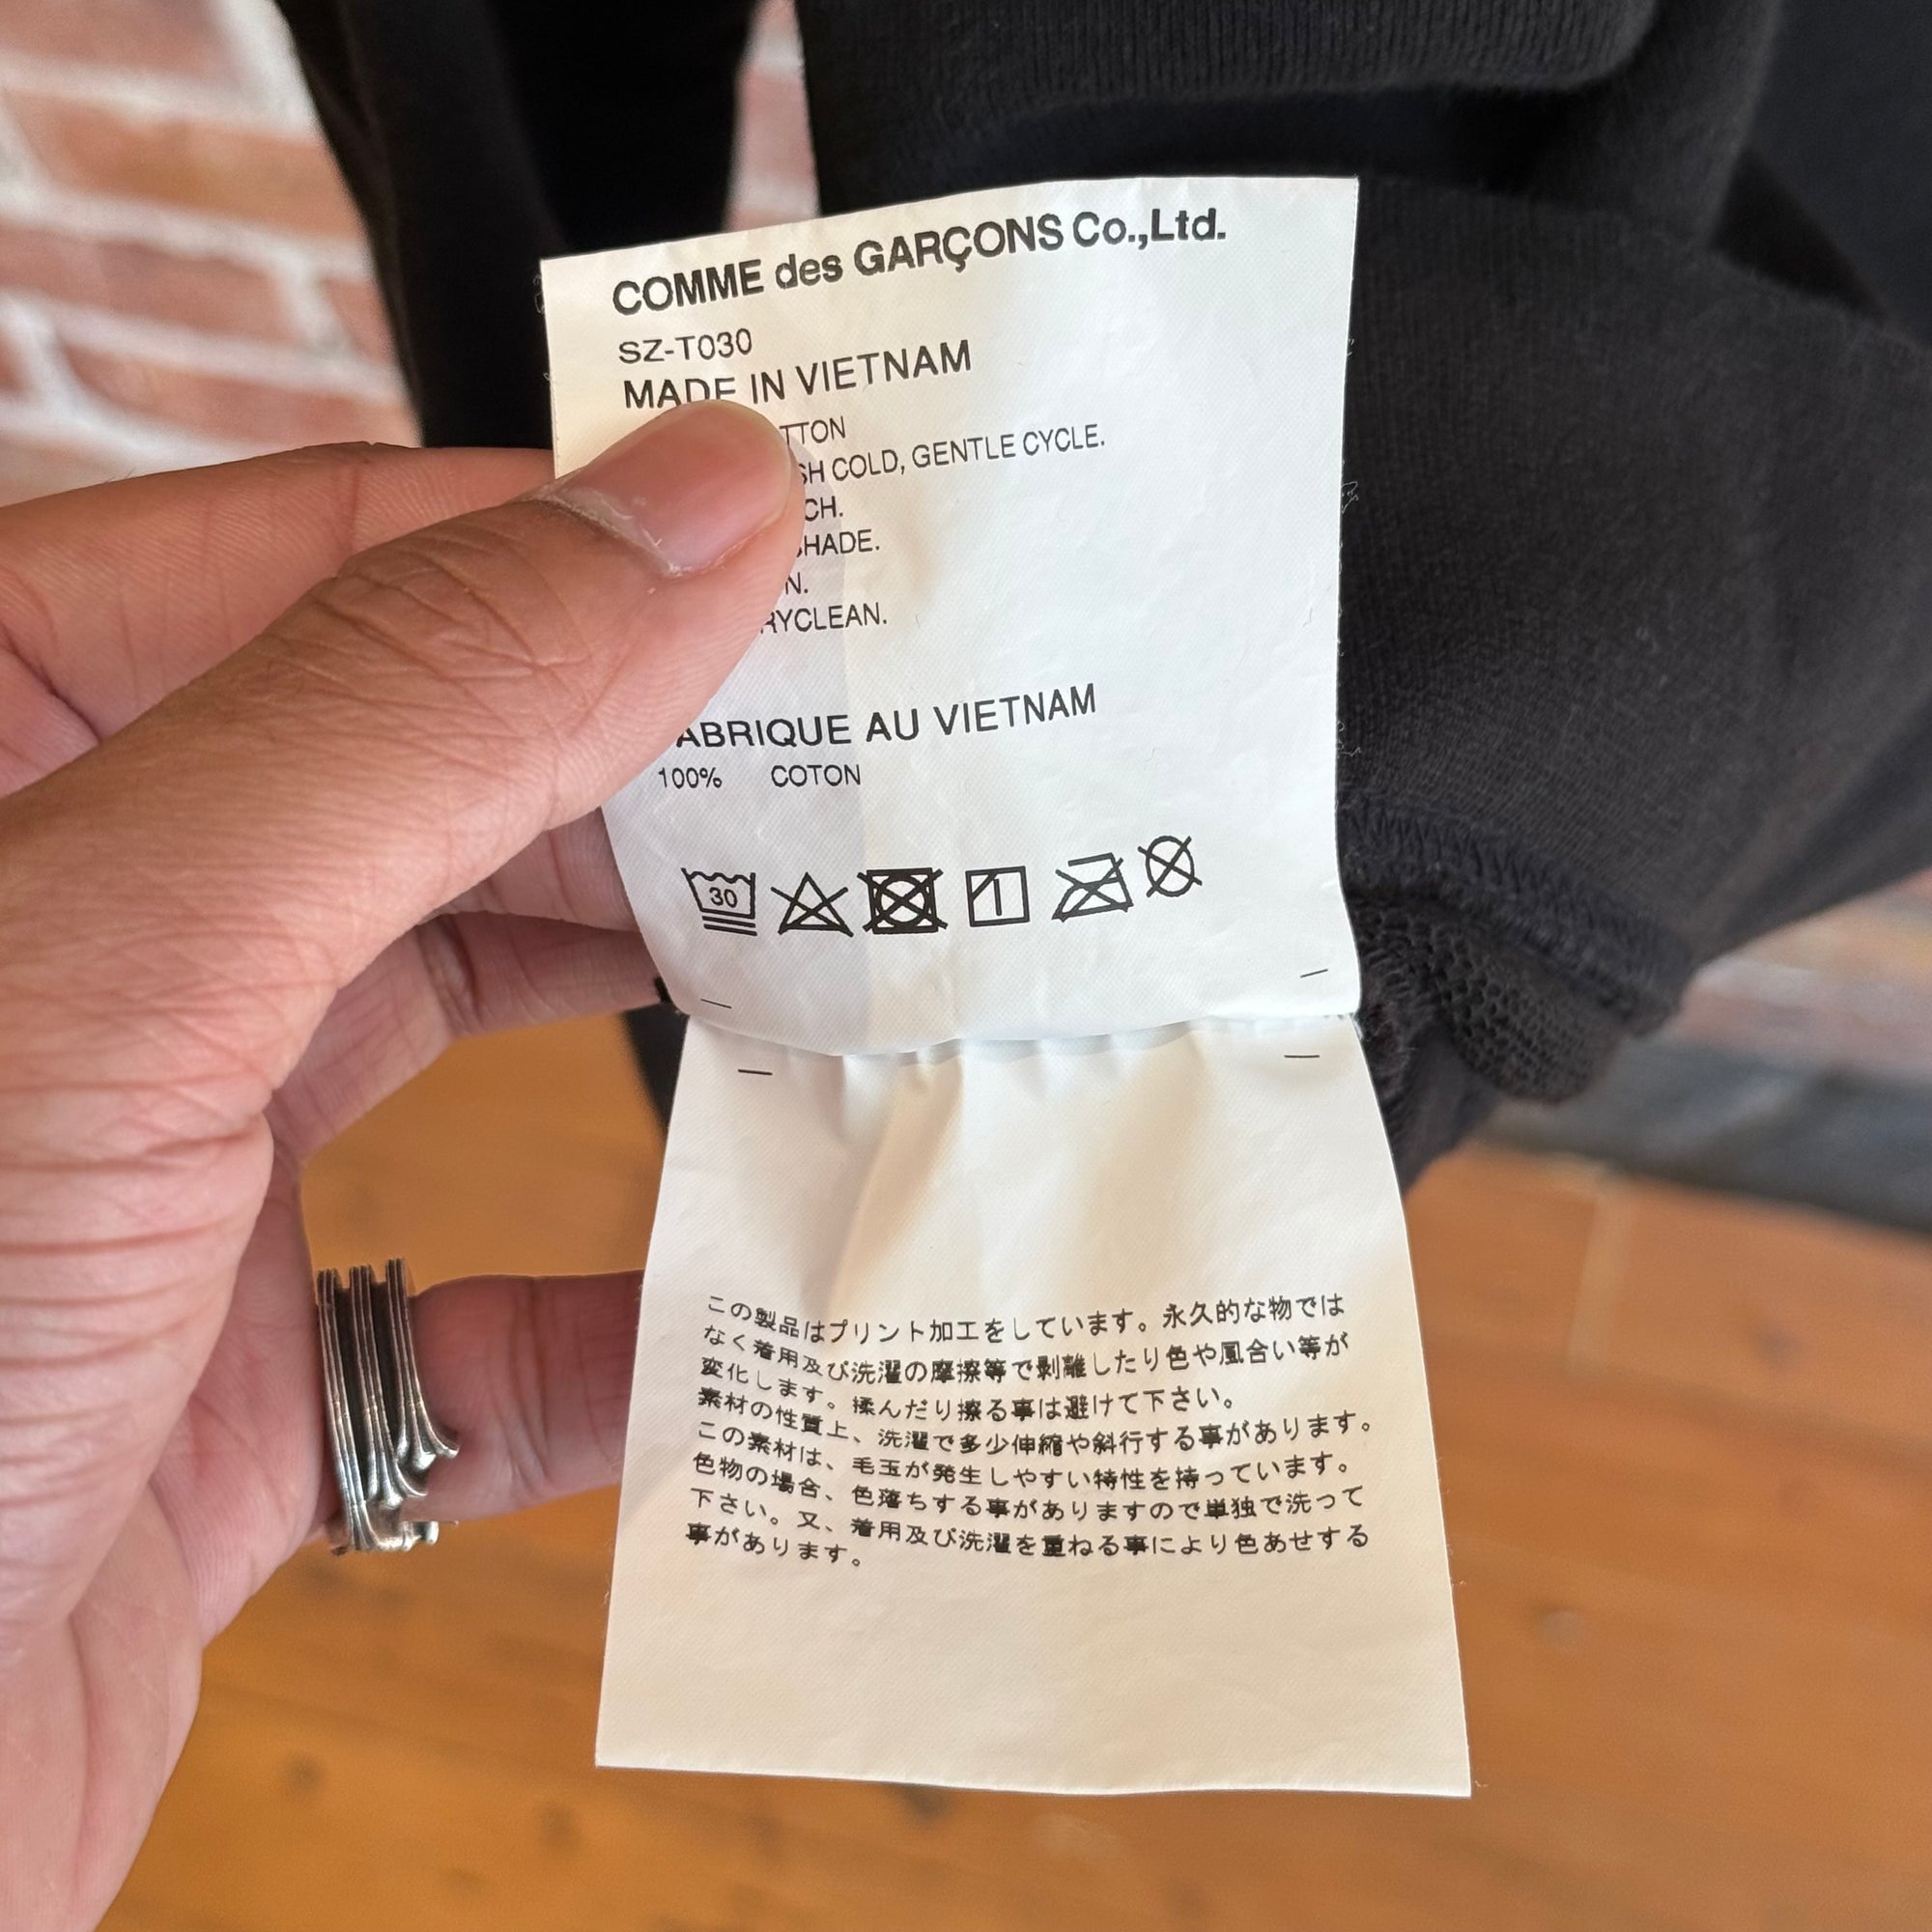 COMME des GARÇONS Co.,Ltd.
SZ-T030
MADE IN VIETNAM
TTON
SH COLD, GENTLE CYCLE.
CH.
SHADE.
N.
RYCLEAN.
FABRIQUE AU VIETNAM
100% COTON
30
この製品はプリント加工をしています。永久的な物では
なく着用及び洗濯の摩擦等で剥離したり色や風合い等が
変化します。揉んだり擦る事は避けて下さい。
素材の性質上、洗濯で多少伸縮や斜行する事があります。
この素材は、毛玉が発生しやすい特性を持っています。
色物の場合、色落ちする事がありますので単独で洗って
下さい。又、着用及び洗濯を重ねる事により色あせする
事があります。